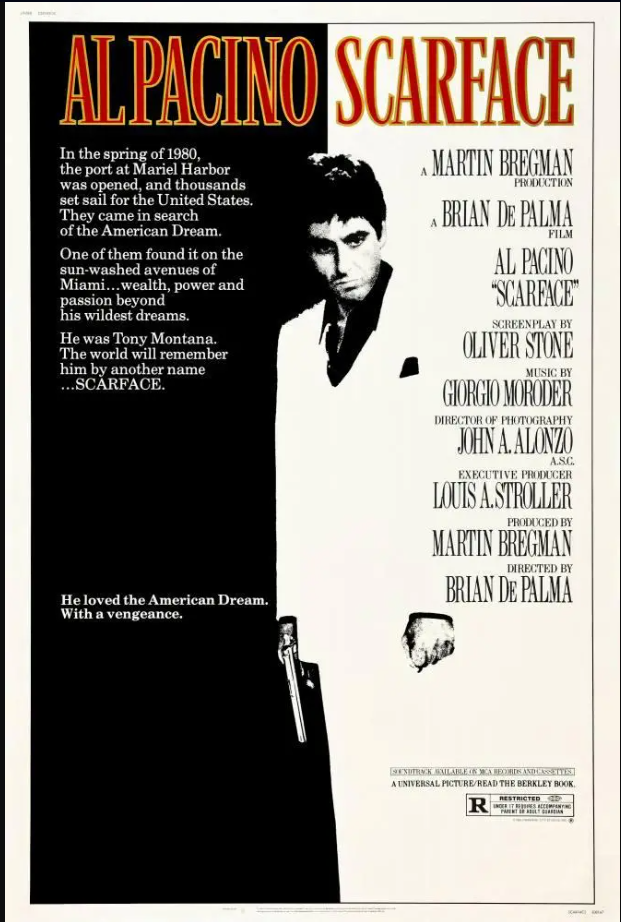 AL PACINO SCARFACE
In the spring of 1980,
the port at Mariel Harbor
was opened, and thousands
set sail for the United States.
They came in search
of the American Dream.
One of them found it on the
sun-washed avenues of
Miami...wealth, power and
passion beyond
his wildest dreams.
He was Tony Montana.
The world will remember
him by another name
...SCARFACE.
He loved the American Dream.
With a vengeance.
A MARTIN BREGMAN
PRODUCTION
A BRIAN DE PALMA
FILM
AL PACINO
"SCARFACE"
SCREENPLAY BY
OLIVER STONE
MUSIC BY
GIORGIO MORODER
DIRECTOR OF PHOTOGRAPHY
JOHN A. ALONZO
A.S.C.
EXECUTIVE PRODUCER
LOUIS A. STROLLER
PRODUCED BY
MARTIN BREGMAN
DIRECTED BY
BRIAN DE PALMA
SOUNDTRACK AVAILABLE ON MCA RECORDS AND CASSETTES.
A UNIVERSAL PICTURE/READ THE BERKLEY BOOK.
R RESTRICTED
UNDER 17 REQUIRES ACCOMPANYING
PARENT OR ADULT GUARDIAN